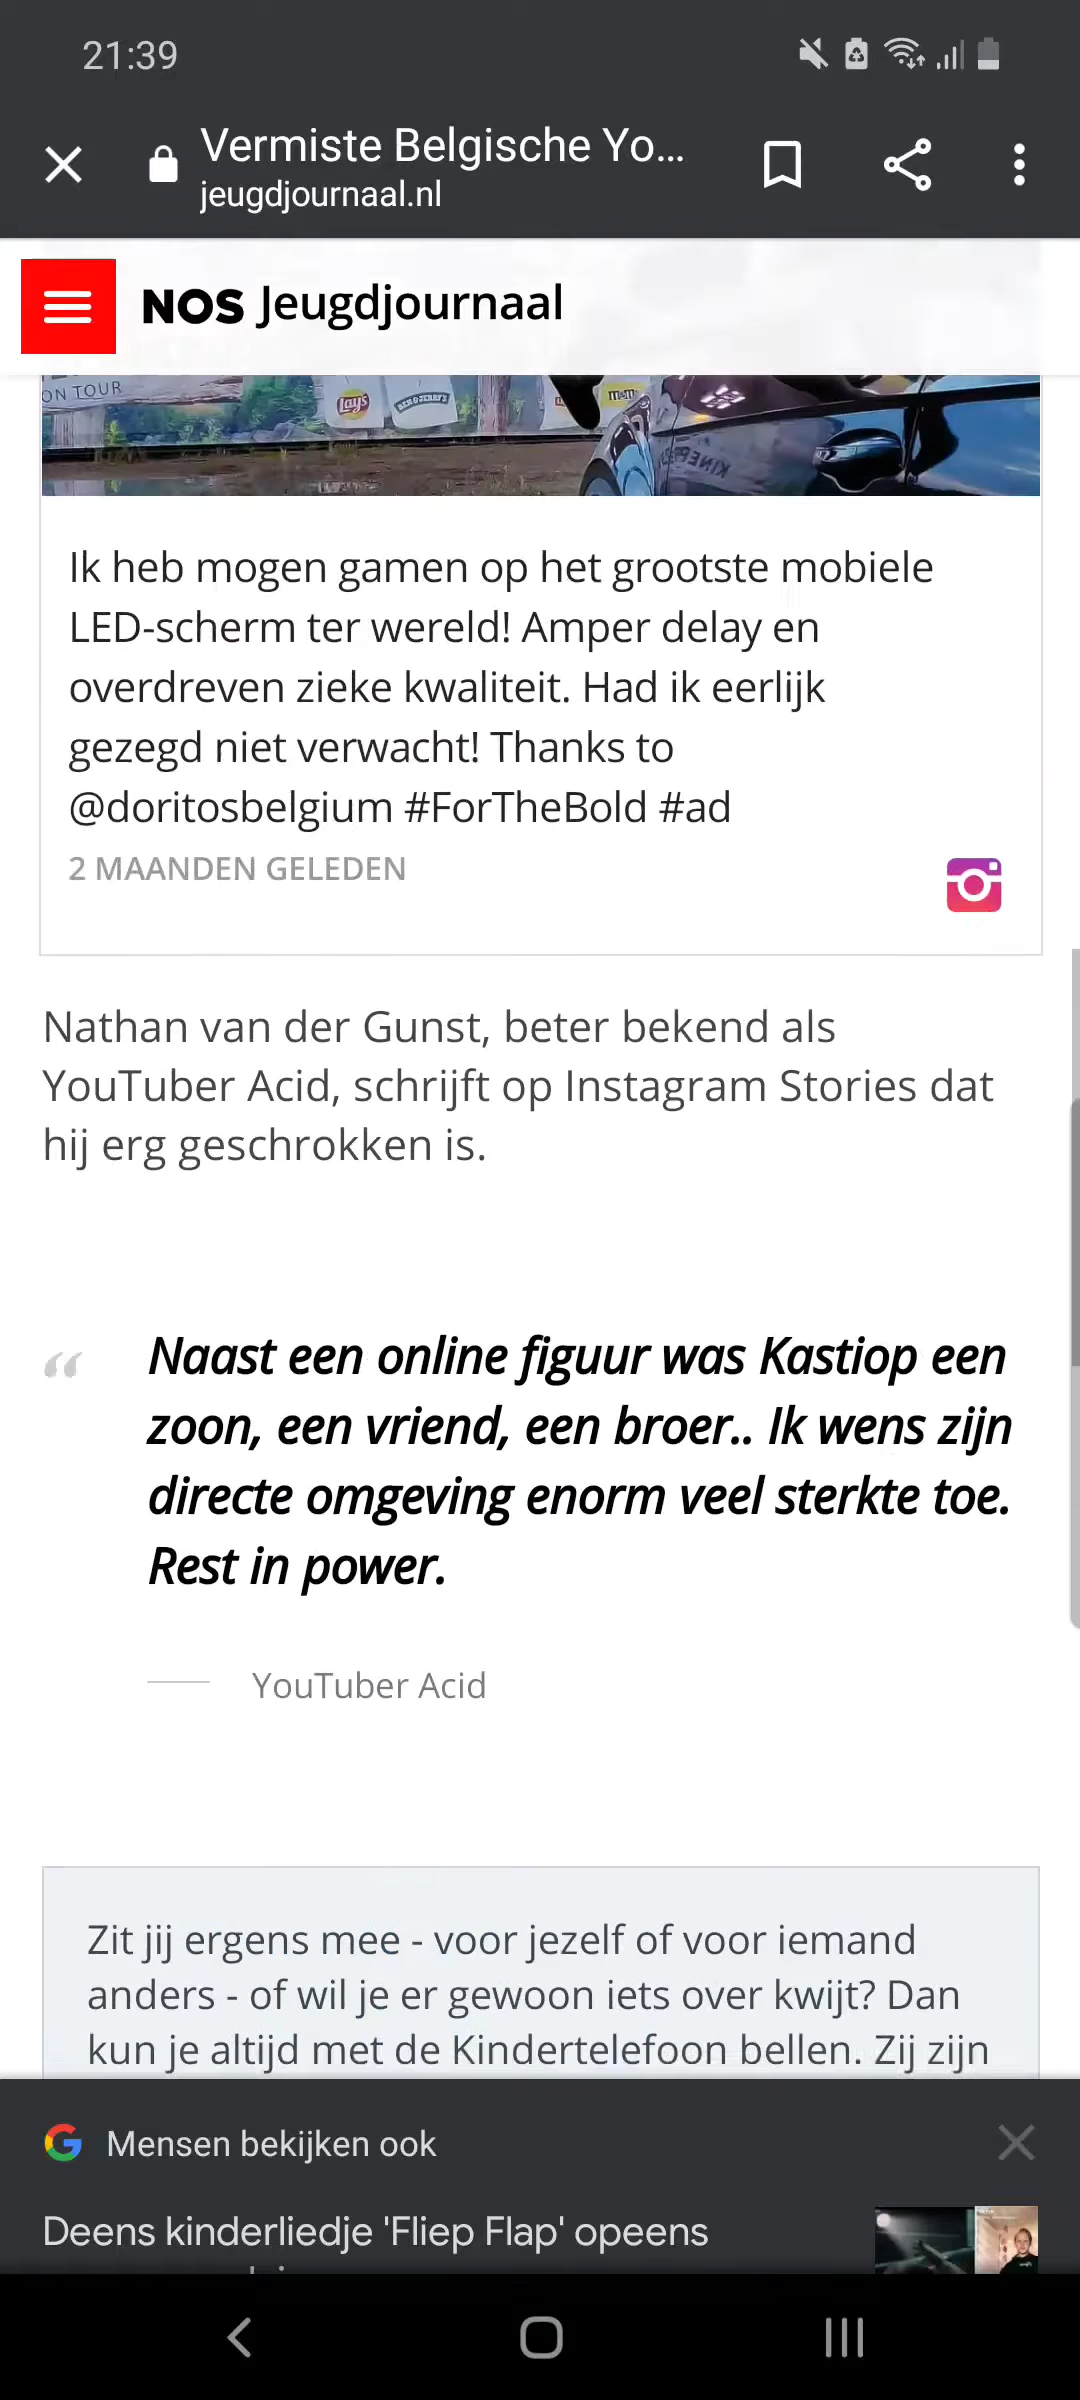 21:39
Vermiste Belgische Yo...
jeugdjournaal.nl
NOS Jeugdjournaal
ON TOUR
Lays
BEN & JERRY'S
m&m
KINEP
Ik heb mogen gamen op het grootste mobiele
LED-scherm ter wereld! Amper delay en
overdreven zieke kwaliteit. Had ik eerlijk
gezegd niet verwacht! Thanks to
@doritosbelgium #ForTheBold #ad
2 MAANDEN GELEDEN
Nathan van der Gunst, beter bekend als
YouTuber Acid, schrijft op Instagram Stories dat
hij erg geschrokken is.
“ Naast een online figuur was Kastiop een
zoon, een vriend, een broer.. Ik wens zijn
directe omgeving enorm veel sterkte toe.
Rest in power.
YouTuber Acid
Zit jij ergens mee - voor jezelf of voor iemand
anders - of wil je er gewoon iets over kwijt? Dan
kun je altijd met de Kindertelefoon bellen. Zij zijn
Mensen bekijken ook
Deens kinderliedje 'Fliep Flap' opeens